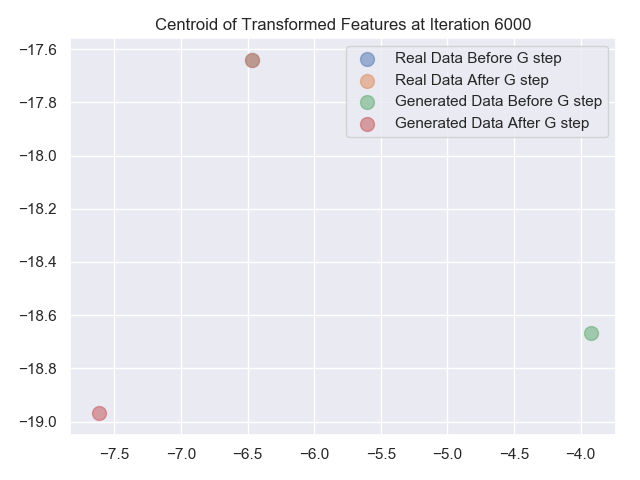 Centroid of Transformed Features at Iteration 6000
Real Data Before G step
Real Data After G step
Generated Data Before G step
Generated Data After G step
−17.6
−17.8
−18.0
−18.2
−18.4
−18.6
−18.8
−19.0
−7.5 −7.0 −6.5 −6.0 −5.5 −5.0 −4.5 −4.0